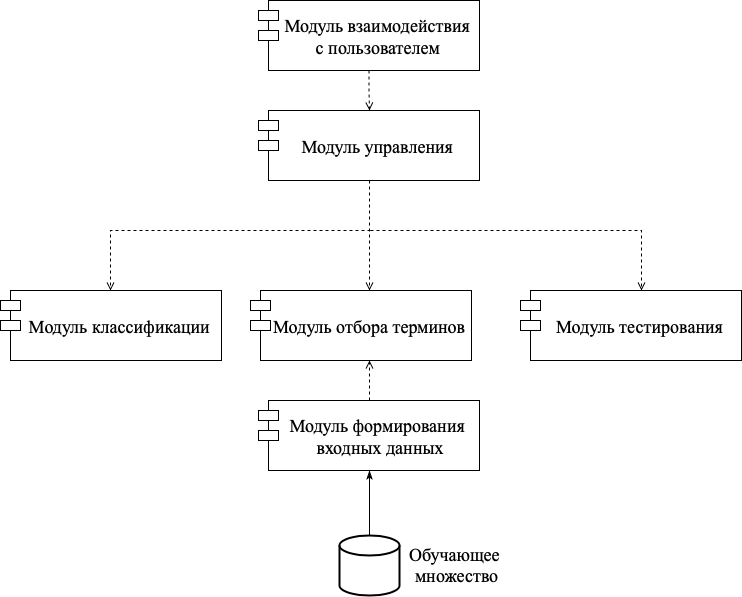 Модуль взаимодействия
с пользователем
Модуль управления
Модуль классификации
Модуль отбора терминов
Модуль тестирования
Модуль формирования
входных данных
Обучающее
множество